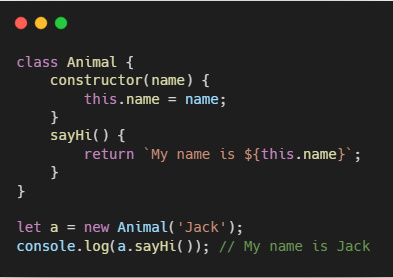 class Animal {
    constructor(name) {
        this.name = name;
    }
    sayHi() {
        return `My name is ${this.name}`;
    }
}

let a = new Animal('Jack');
console.log(a.sayHi()); // My name is Jack